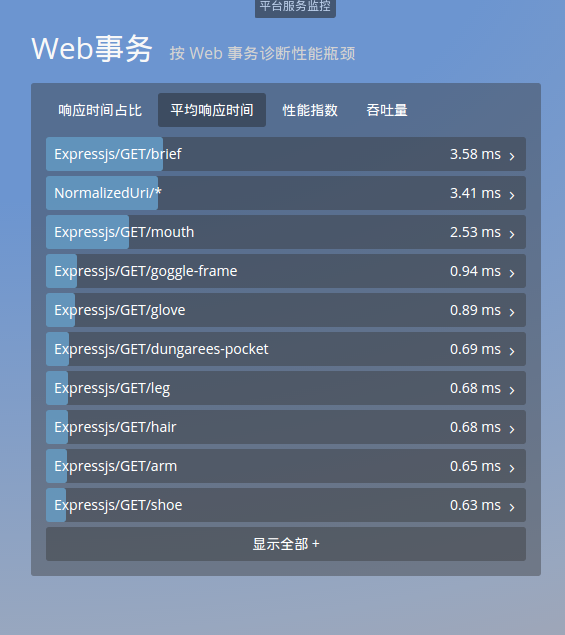 平台服务监控
Web事务 按 Web 事务诊断性能瓶颈
响应时间占比 平均响应时间 性能指数 吞吐量
Expressjs/GET/brief 3.58 ms
NormalizedUri/* 3.41 ms
Expressjs/GET/mouth 2.53 ms
Expressjs/GET/goggle-frame 0.94 ms
Expressjs/GET/glove 0.89 ms
Expressjs/GET/dungarees-pocket 0.69 ms
Expressjs/GET/leg 0.68 ms
Expressjs/GET/hair 0.68 ms
Expressjs/GET/arm 0.65 ms
Expressjs/GET/shoe 0.63 ms
显示全部 +